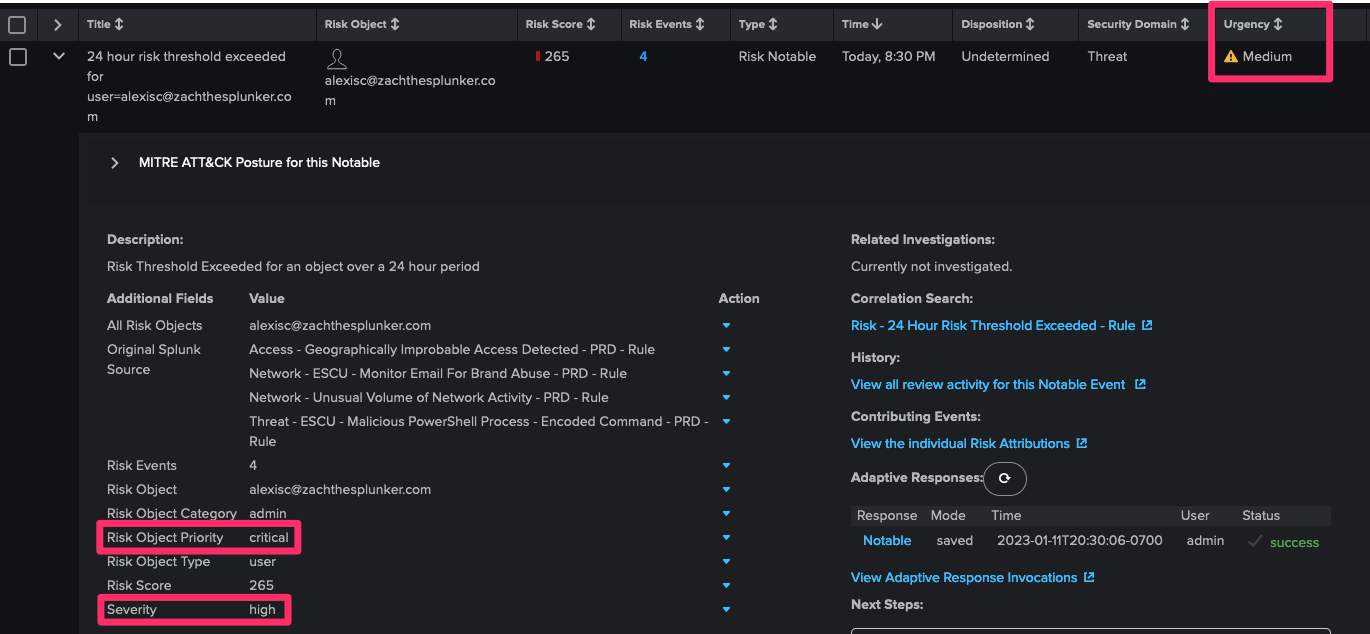 Title Risk Object Risk Score Risk Events Type Time Disposition Security Domain Urgency
24 hour risk threshold exceeded
for
user=alexisc@zachthesplunker.co
m
alexisc@zachthesplunker.co
m
265 4 Risk Notable Today, 8:30 PM Undetermined Threat Medium
MITRE ATT&CK Posture for this Notable
Description:
Risk Threshold Exceeded for an object over a 24 hour period
Additional Fields Value Action
All Risk Objects alexisc@zachthesplunker.com
Original Splunk
Source
Access - Geographically Improbable Access Detected - PRD - Rule
Network - ESCU - Monitor Email For Brand Abuse - PRD - Rule
Network - Unusual Volume of Network Activity - PRD - Rule
Threat - ESCU - Malicious PowerShell Process - Encoded Command - PRD -
Rule
Risk Events 4
Risk Object alexisc@zachthesplunker.com
Risk Object Category admin
Risk Object Priority critical
Risk Object Type user
Risk Score 265
Severity high
Related Investigations:
Currently not investigated.
Correlation Search:
Risk - 24 Hour Risk Threshold Exceeded - Rule
History:
View all review activity for this Notable Event
Contributing Events:
View the individual Risk Attributions
Adaptive Responses:
Response Mode Time User Status
Notable saved 2023-01-11T20:30:06-0700 admin success
View Adaptive Response Invocations
Next Steps: